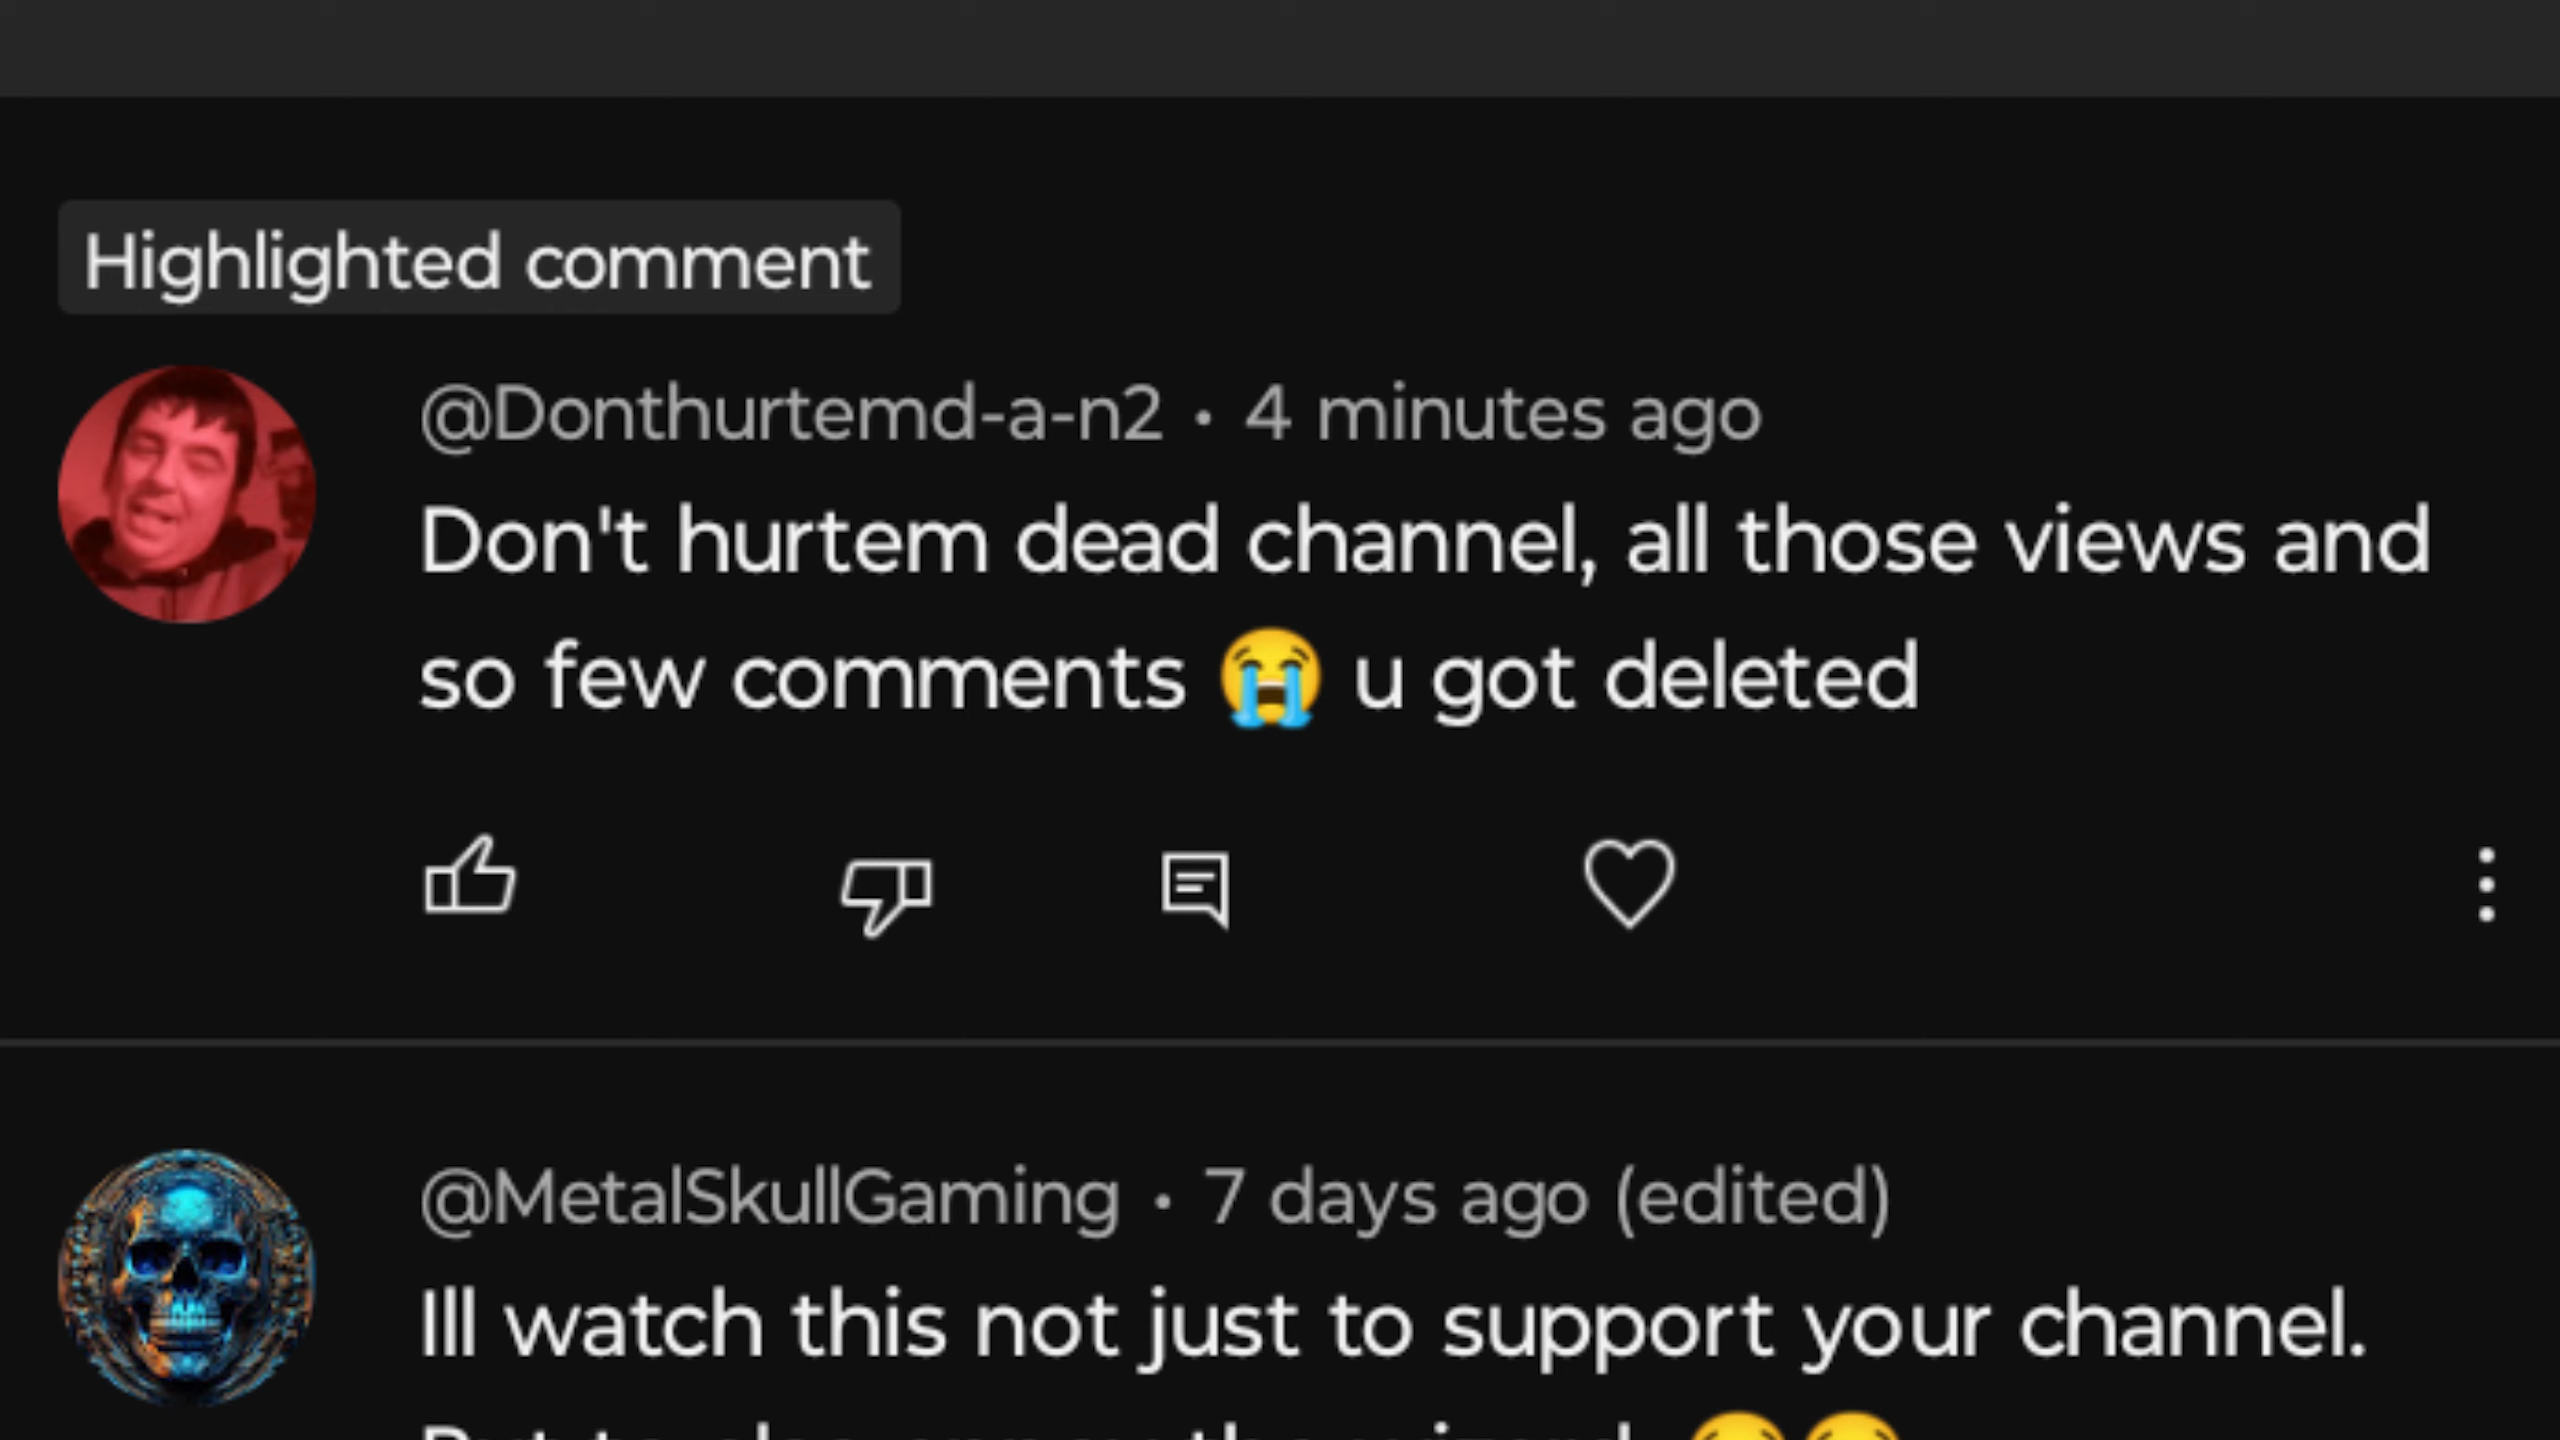 Highlighted comment
@Donthurtemd-a-n2 · 4 minutes ago
Don't hurtem dead channel, all those views and
so few comments 😭 u got deleted
@MetalSkullGaming · 7 days ago (edited)
Ill watch this not just to support your channel.